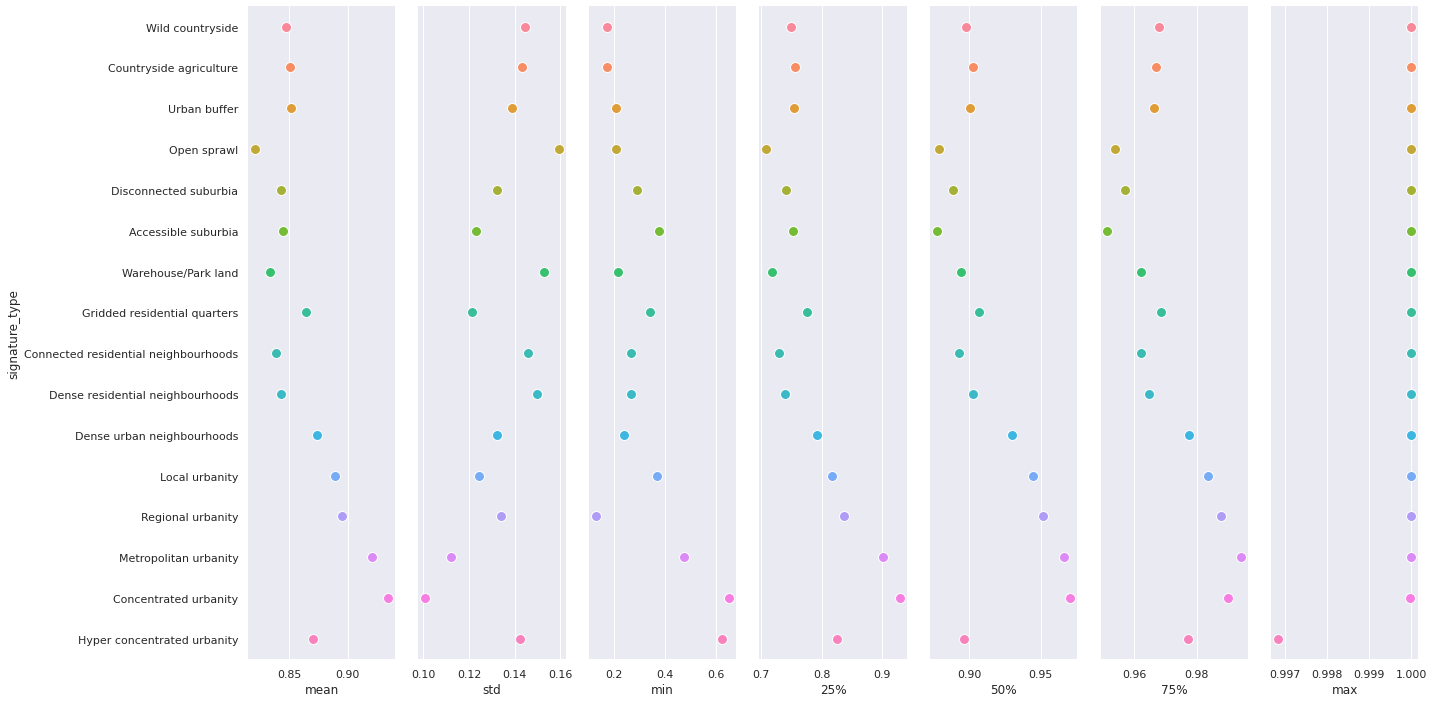 signature_type
Wild countryside
Countryside agriculture
Urban buffer
Open sprawl
Disconnected suburbia
Accessible suburbia
Warehouse/Park land
Gridded residential quarters
Connected residential neighbourhoods
Dense residential neighbourhoods
Dense urban neighbourhoods
Local urbanity
Regional urbanity
Metropolitan urbanity
Concentrated urbanity
Hyper concentrated urbanity
0.85 0.90
mean
0.10 0.12 0.14 0.16
std
0.2 0.4 0.6
min
0.7 0.8 0.9
25%
0.90 0.95
50%
0.96 0.98
75%
0.997 0.998 0.999 1.000
max